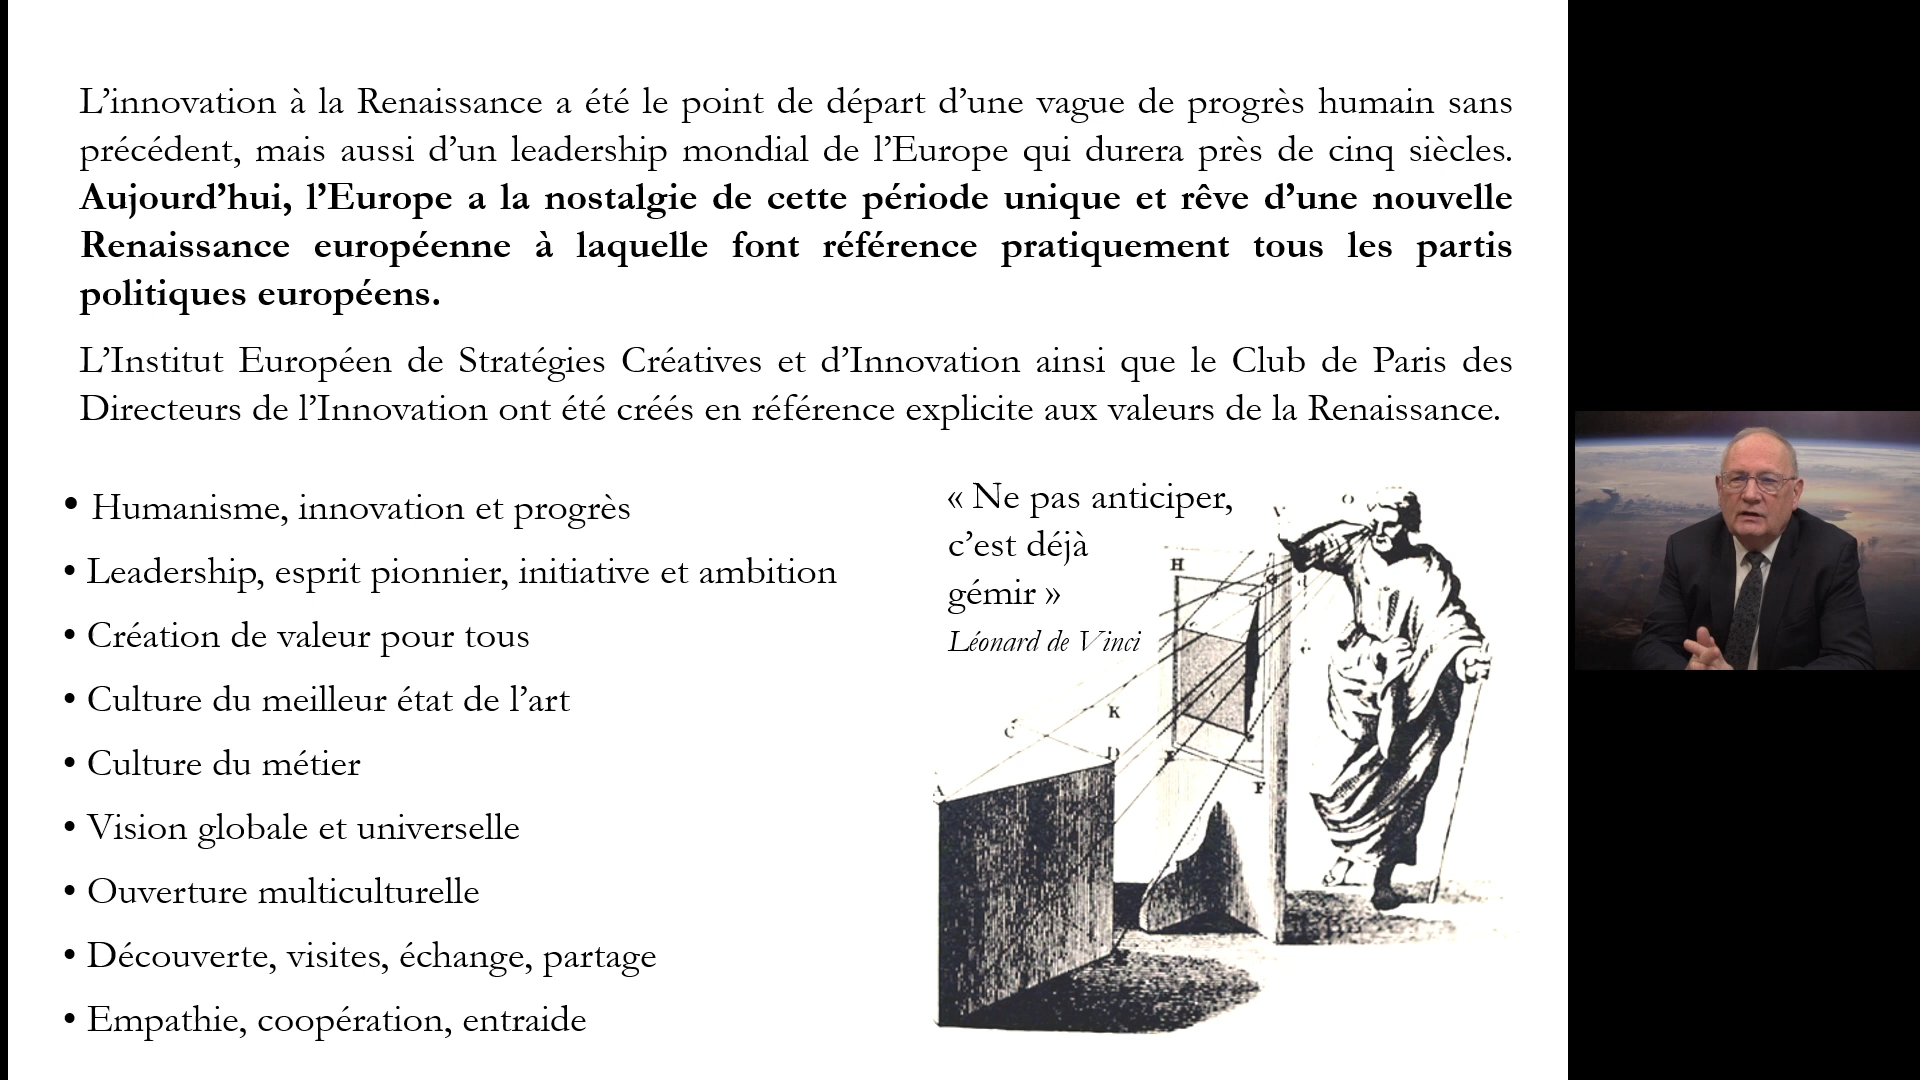 L’innovation à la Renaissance a été le point de départ d’une vague de progrès humain sans
précédent, mais aussi d’un leadership mondial de l’Europe qui durera près de cinq siècles.
Aujourd’hui, l’Europe a la nostalgie de cette période unique et rêve d’une nouvelle
Renaissance européenne à laquelle font référence pratiquement tous les partis
politiques européens.
L’Institut Européen de Stratégies Créatives et d’Innovation ainsi que le Club de Paris des
Directeurs de l’Innovation ont été créés en référence explicite aux valeurs de la Renaissance.
• Humanisme, innovation et progrès
• Leadership, esprit pionnier, initiative et ambition
• Création de valeur pour tous
• Culture du meilleur état de l’art
• Culture du métier
• Vision globale et universelle
• Ouverture multiculturelle
• Découverte, visites, échange, partage
• Empathie, coopération, entraide
« Ne pas anticiper,
c’est déjà
gémir »
Léonard de Vinci
O
H
K
C
D
A
F